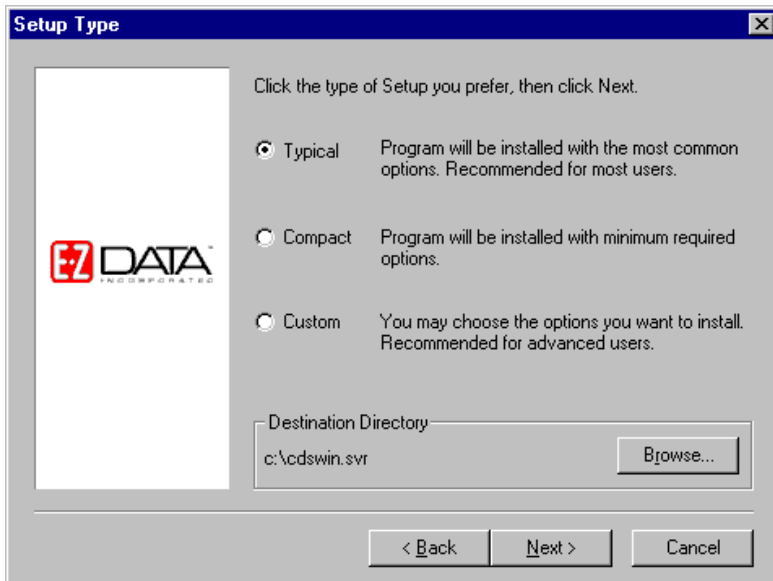 Setup Type
Click the type of Setup you prefer, then click Next.
Typical Program will be installed with the most common
options. Recommended for most users.
Compact Program will be installed with minimum required
options.
E-Z DATA™
INCORPORATED
Custom You may choose the options you want to install.
Recommended for advanced users.
Destination Directory
c:\cdswin.svr
Browse...
< Back Next > Cancel